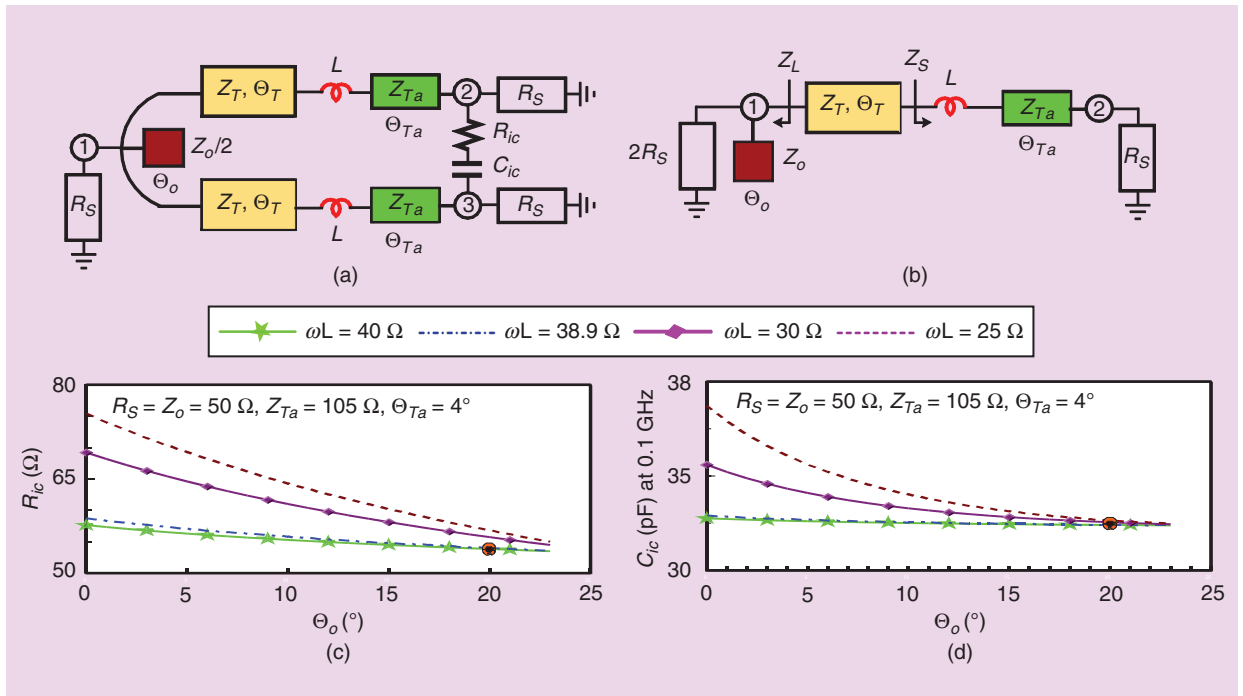 L
Z_T, Θ_T
Z_Ta
2
R_S
Θ_Ta
R_ic
1
Z_o/2
C_ic
Θ_o
R_S
Z_T, Θ_T
Z_Ta
3
R_S
L
Θ_Ta
(a)
Z_L
Z_S
L
1
Z_T, Θ_T
Z_Ta
2
2R_S
Z_o
Θ_Ta
R_S
Θ_o
(b)
ωL = 40 Ω
ωL = 38.9 Ω
ωL = 30 Ω
ωL = 25 Ω
80
65
50
R_ic (Ω)
R_S = Z_o = 50 Ω, Z_Ta = 105 Ω, Θ_Ta = 4°
0 5 10 15 20 25
Θ_o (°)
(c)
38
35
30
C_ic (pF) at 0.1 GHz
R_S = Z_o = 50 Ω, Z_Ta = 105 Ω, Θ_Ta = 4°
0 5 10 15 20 25
Θ_o (°)
(d)